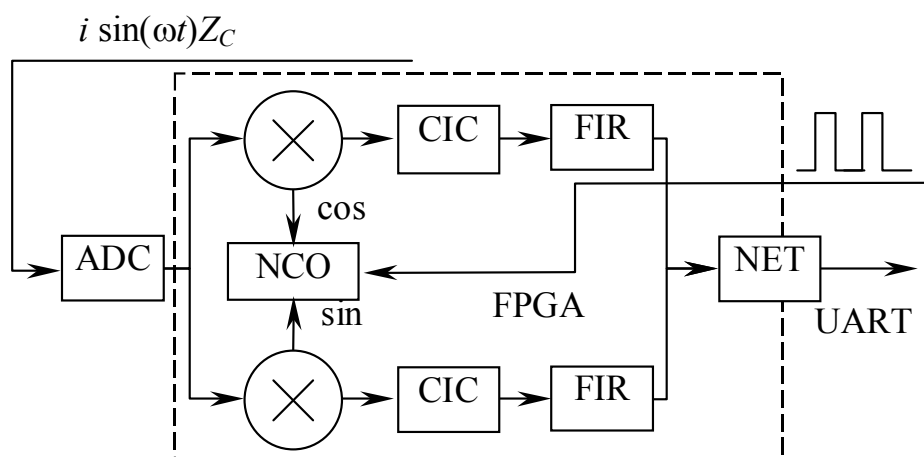 i sin(ωt)Z_C
CIC
FIR
cos
ADC
NCO
NET
sin
FPGA
UART
CIC
FIR